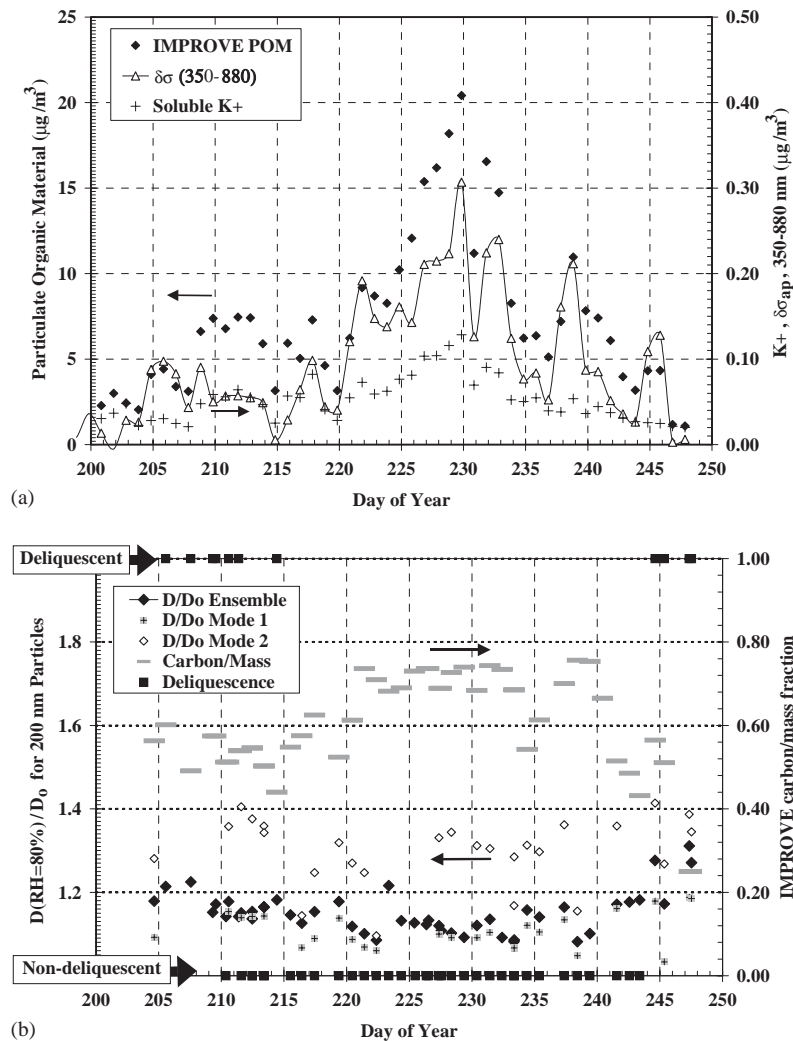 25
20
15
10
5
0
0.50
0.40
0.30
0.20
0.10
0.00
IMPROVE POM
δσ (350-880)
Soluble K+
Particulate Organic Material (μg/m³)
K+, δσap, 350-880 nm (μg/m³)
200 205 210 215 220 225 230 235 240 245 250
Day of Year
(a)
Deliquescent
D/Do Ensemble
D/Do Mode 1
D/Do Mode 2
Carbon/Mass
Deliquescence
1.8
1.6
1.4
1.2
1.00
0.80
0.60
0.40
0.20
0.00
D(RH=80%)/Do for 200 nm Particles
IMPROVE carbon/mass fraction
Non-deliquescent
200 205 210 215 220 225 230 235 240 245 250
Day of Year
(b)